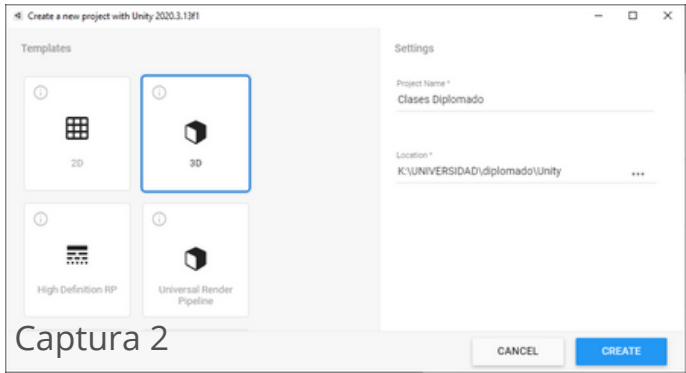 Create a new project with Unity 2020.3.13f1
Templates
Settings
2D
3D
High Definition RP
Universal Render
Pipeline
Project Name *
Clases Diplomado
Location *
K:\UNIVERSIDAD\diplomado\Unity
...
Captura 2
CANCEL
CREATE